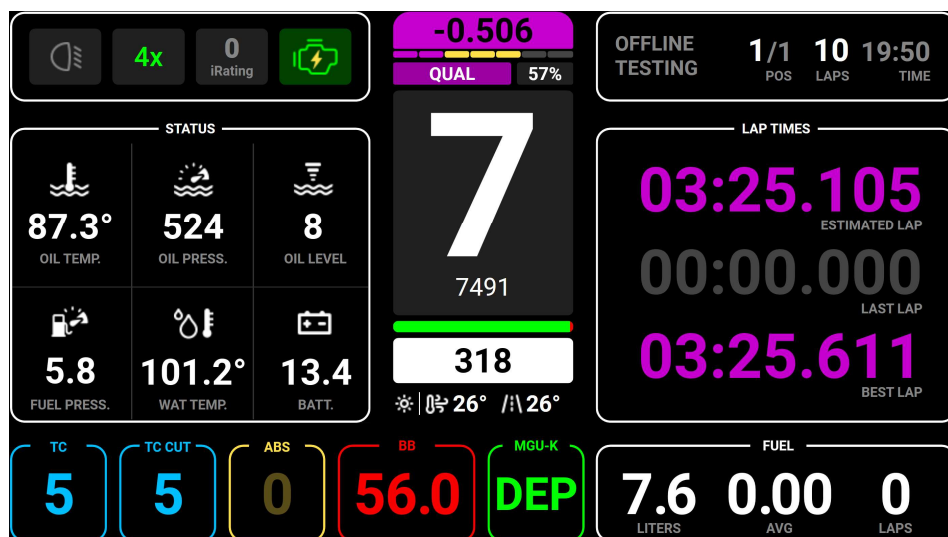 4x
0
iRating
-0.506
QUAL 57%
7
7491
318
26° 26°
OFFLINE
TESTING
1/1 10 19:50
POS LAPS TIME
STATUS
87.3° 524 8
OIL TEMP. OIL PRESS. OIL LEVEL
5.8 101.2° 13.4
FUEL PRESS. WAT TEMP. BATT.
LAP TIMES
03:25.105
ESTIMATED LAP
00:00.000
LAST LAP
03:25.611
BEST LAP
TC TC CUT ABS BB MGU-K
5 5 0 56.0 DEP
FUEL
7.6 0.00 0
LITERS AVG LAPS